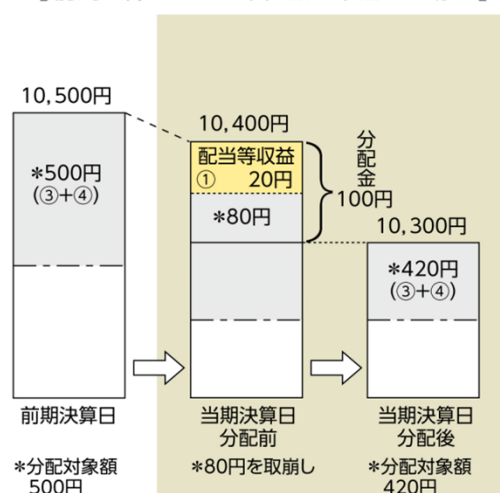 10,500円
*500円
(③+④)
前期決算日
*分配対象額
500円
10,400円
配当等収益
① 20円
*80円
分配金
100円
当期決算日
分配前
*80円を取崩し
10,300円
*420円
(③+④)
当期決算日
分配後
*分配対象額
420円